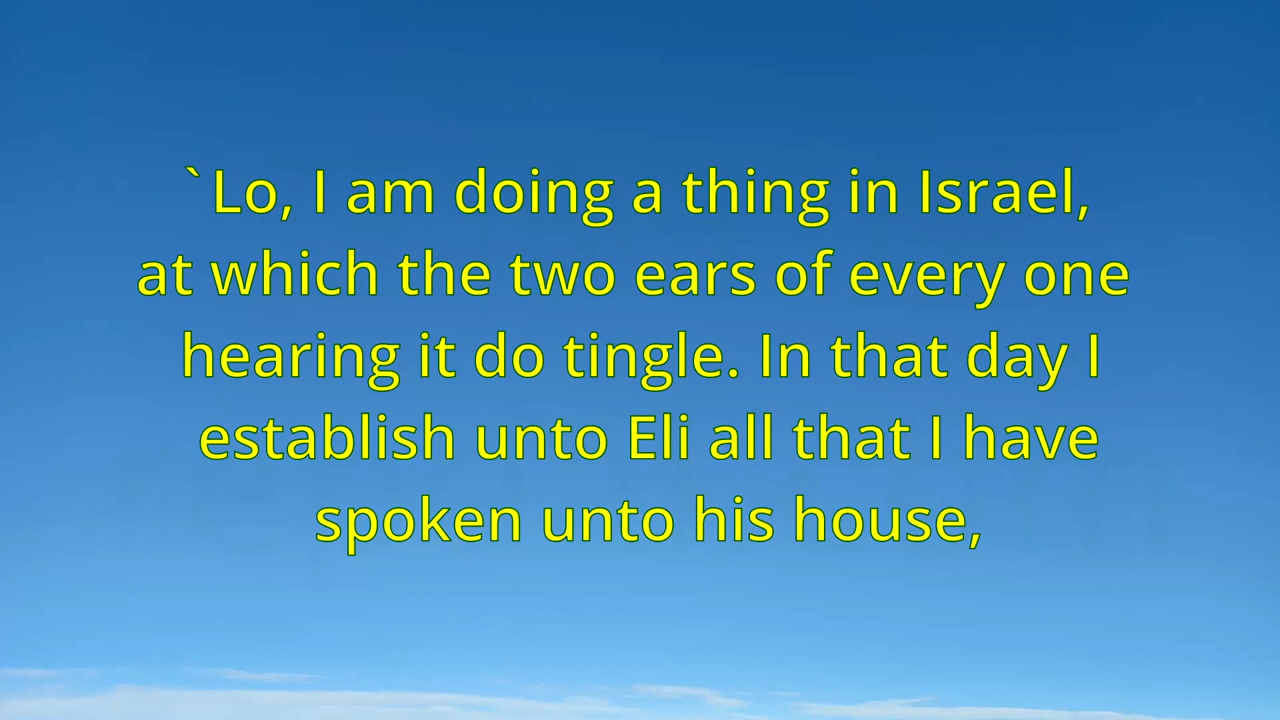 `Lo, I am doing a thing in Israel,
at which the two ears of every one
hearing it do tingle. In that day I
establish unto Eli all that I have
spoken unto his house,